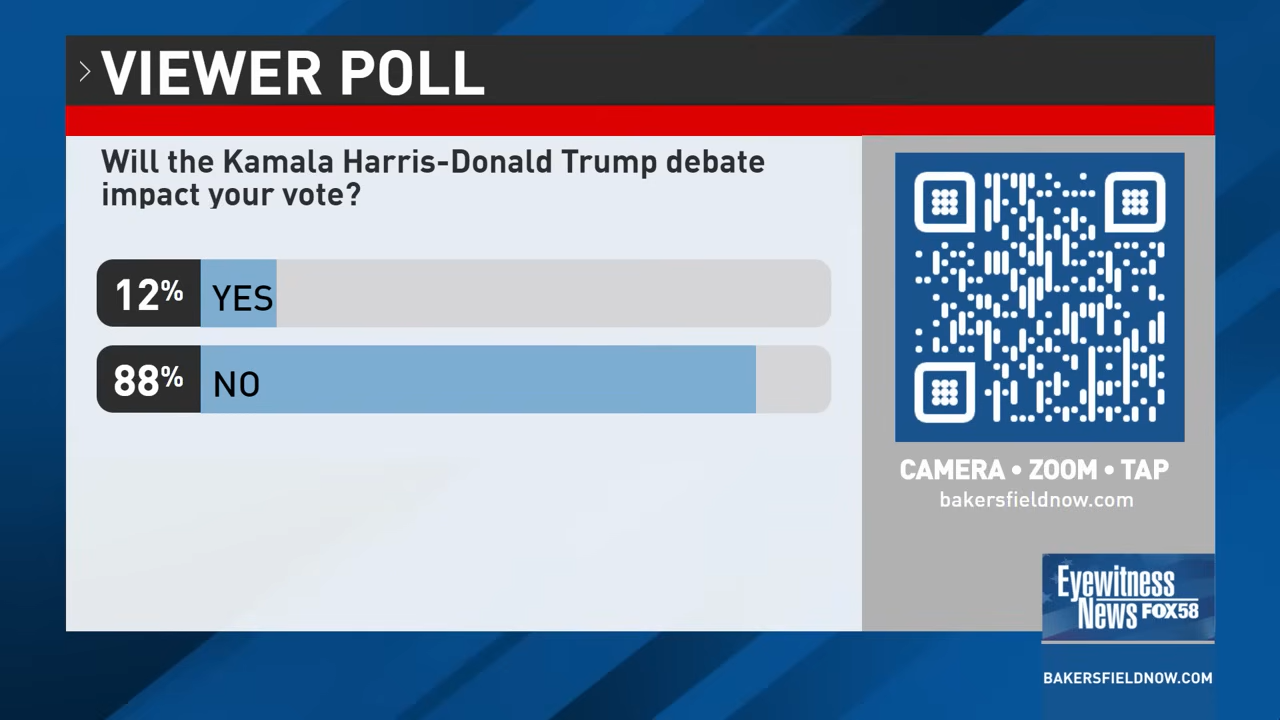 VIEWER POLL
Will the Kamala Harris-Donald Trump debate
impact your vote?
12% YES
88% NO
CAMERA • ZOOM • TAP
bakersfieldnow.com
Eyewitness
News FOX58
BAKERSFIELDNOW.COM